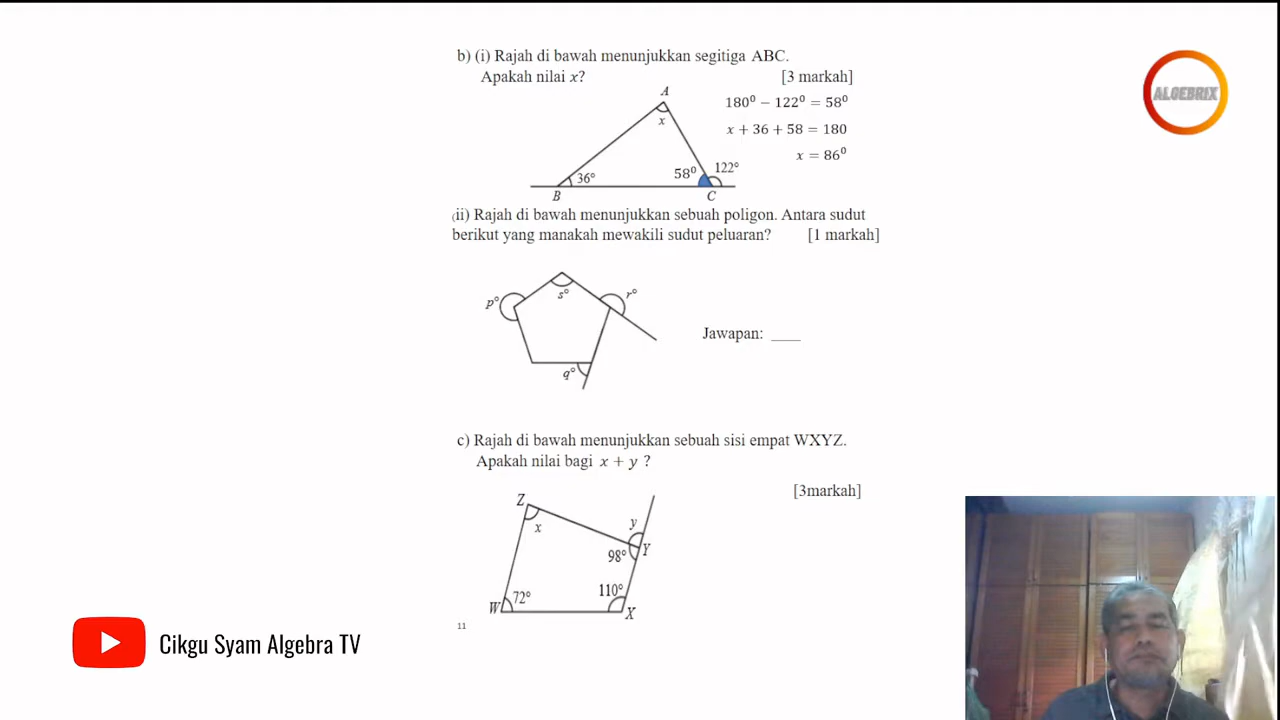 b) (i) Rajah di bawah menunjukkan segitiga ABC.
Apakah nilai x? [3 markah]
A
x
180⁰ − 122⁰ = 58⁰
x + 36 + 58 = 180
x = 86⁰
36°
58⁰
122°
B
C
(ii) Rajah di bawah menunjukkan sebuah poligon. Antara sudut
berikut yang manakah mewakili sudut peluaran? [1 markah]
p°
s°
r°
q°
Jawapan: ____
c) Rajah di bawah menunjukkan sebuah sisi empat WXYZ.
Apakah nilai bagi x + y ?
[3markah]
Z
x
y
98°
Y
72°
110°
W
X
11
ALGEBRIX
Cikgu Syam Algebra TV